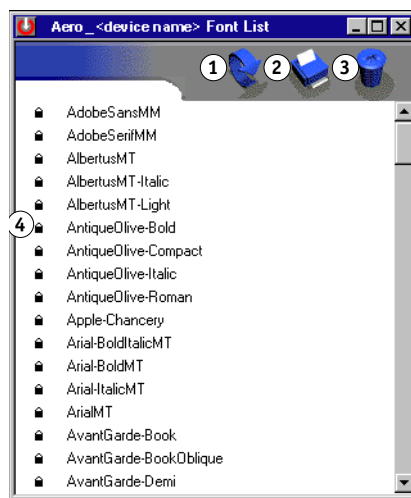 Aero_<device name> Font List
1 2 3
AdobeSansMM
AdobeSerifMM
AlbertusMT
AlbertusMT-Italic
AlbertusMT-Light
4 AntiqueOlive-Bold
AntiqueOlive-Compact
AntiqueOlive-Italic
AntiqueOlive-Roman
Apple-Chancery
Arial-BoldItalicMT
Arial-BoldMT
Arial-ItalicMT
ArialMT
AvantGarde-Book
AvantGarde-BookOblique
AvantGarde-Demi